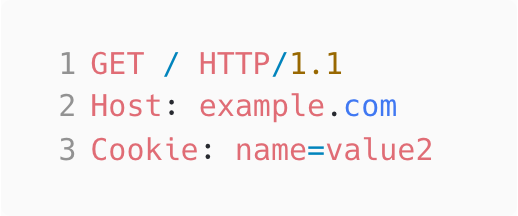 1 GET / HTTP/1.1
2 Host: example.com
3 Cookie: name=value2